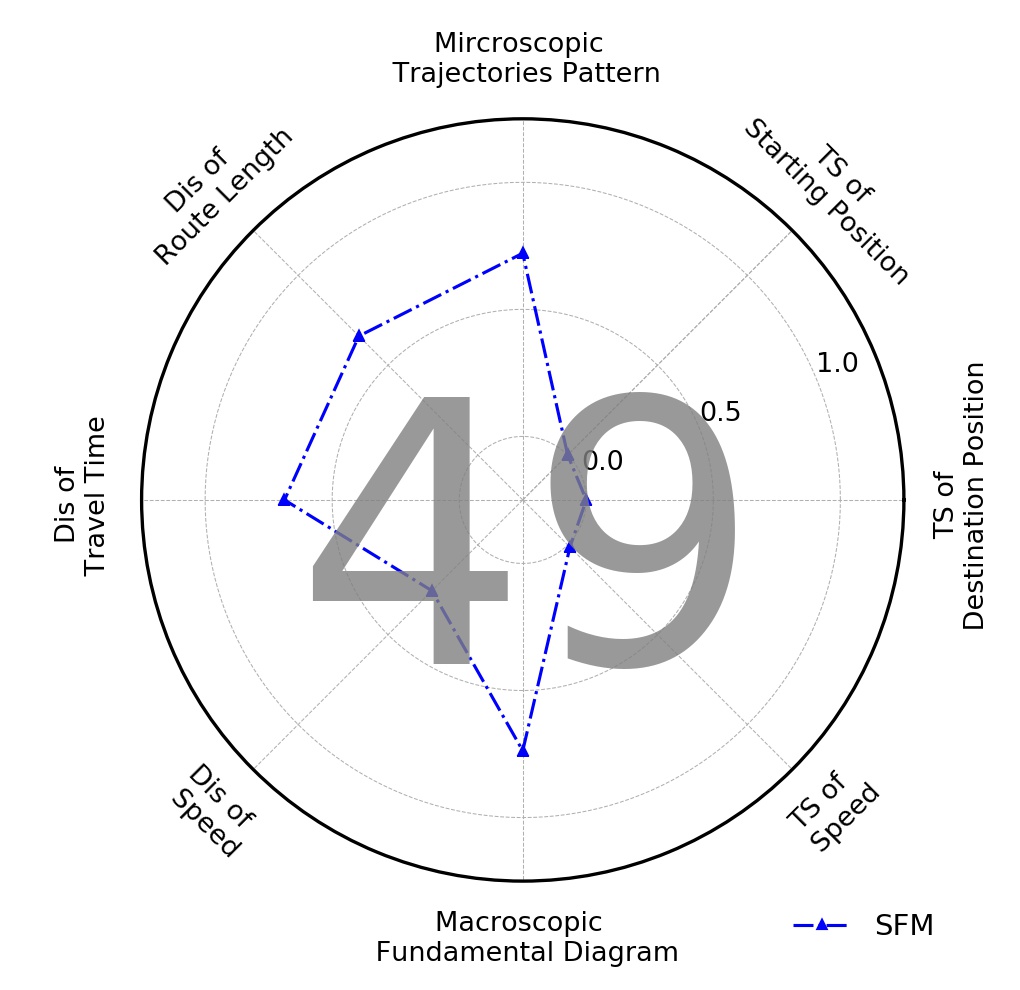 Mircroscopic
Trajectories Pattern
Dis of
Route Length
TS of
Starting Position
1.0
0.5
0.0
49
Dis of
Travel Time
TS of
Destination Position
Dis of
Speed
TS of
Speed
Macroscopic
Fundamental Diagram
SFM